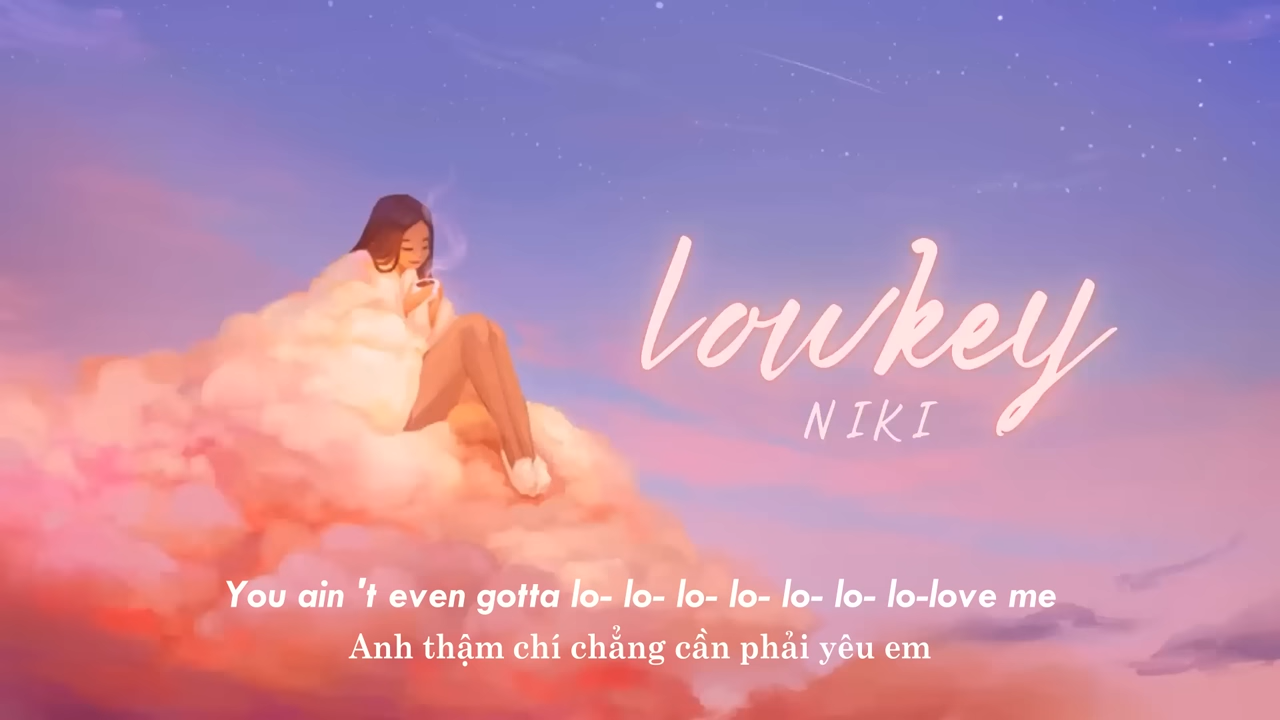 lowkey
NIKI
You ain 't even gotta lo- lo- lo- lo- lo- lo- lo-love me
Anh thậm chí chẳng cần phải yêu em